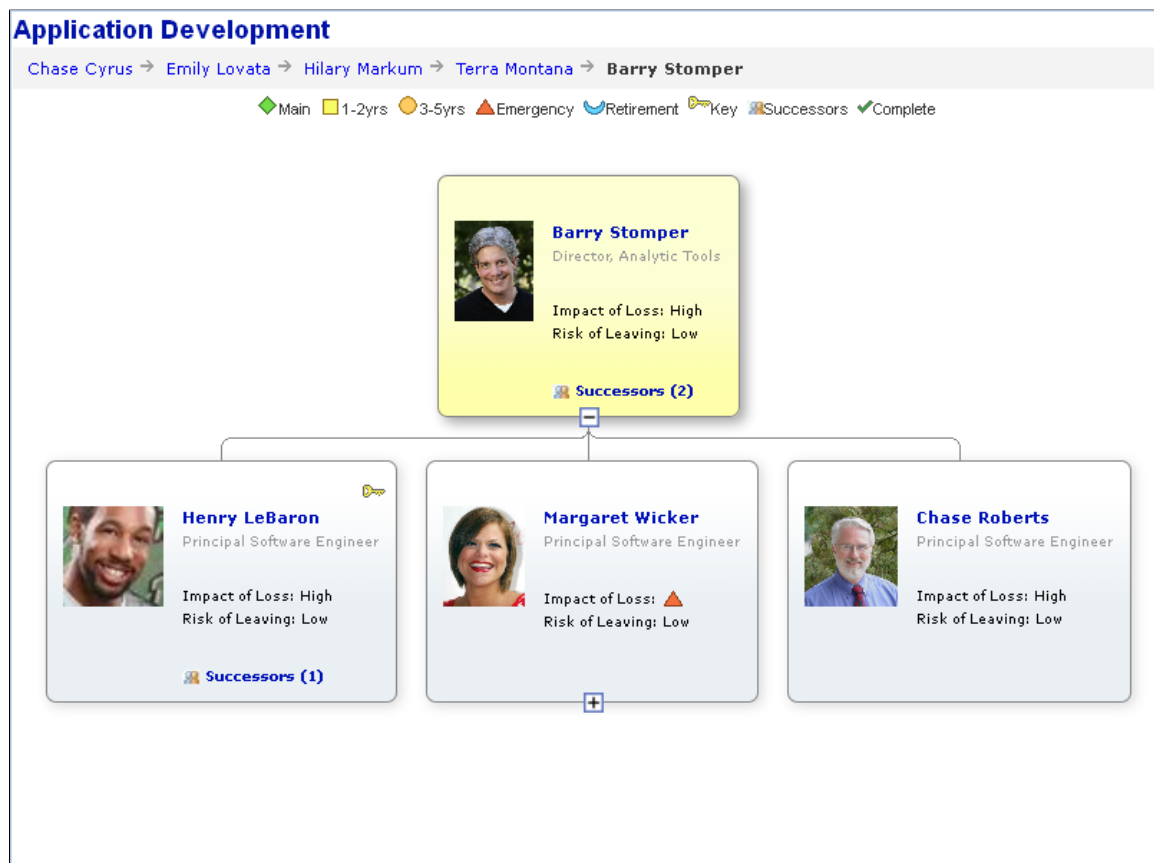 Application Development
Chase Cyrus Emily Lovata Hilary Markum Terra Montana Barry Stomper
Main 1-2yrs 3-5yrs Emergency Retirement Key Successors Complete
Barry Stomper
Director, Analytic Tools
Impact of Loss: High
Risk of Leaving: Low
Successors (2)
Henry LeBaron
Principal Software Engineer
Impact of Loss: High
Risk of Leaving: Low
Successors (1)
Margaret Wicker
Principal Software Engineer
Impact of Loss:
Risk of Leaving: Low
Chase Roberts
Principal Software Engineer
Impact of Loss: High
Risk of Leaving: Low